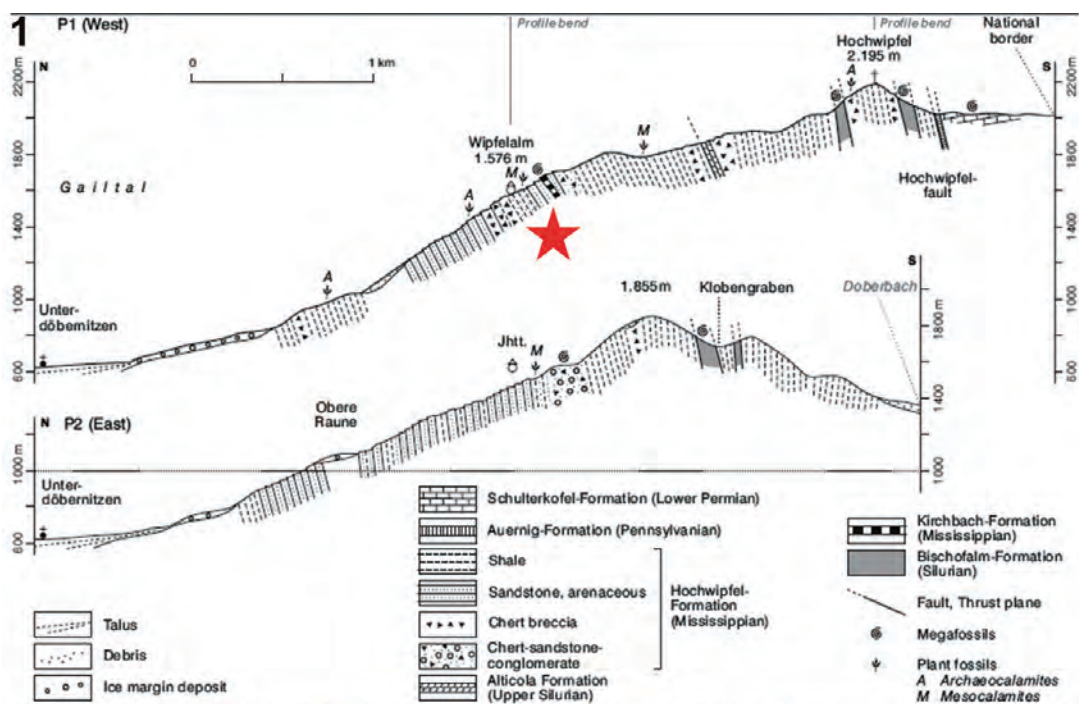 1
P1 (West)
Profile bend
Profile bend
National
border
Hochwipfel
2.195 m
A
N
0
1 km
S
2200 m
2200 m
1800
1800
1400
1400
1000
1000
600
600
Wipfelalm
1.576 m
M
M
A
A
Gailtal
Hochwipfel-
fault
Unter-
döbernitzen
S
1.855m
Klobengraben
Doberbach
1800m
1400
1000
Jhtt.
M
N
P2 (East)
Obere
Raune
1000 m
600
Unter-
döbernitzen
Talus
Debris
Ice margin deposit
Schulterkofel-Formation (Lower Permian)
Auernig-Formation (Pennsylvanian)
Shale
Sandstone, arenaceous
Chert breccia
Chert-sandstone-
conglomerate
Hochwipfel-
Formation
(Mississippian)
Alticola Formation
(Upper Silurian)
Kirchbach-Formation
(Mississippian)
Bischofalm-Formation
(Silurian)
Fault, Thrust plane
Megafossils
Plant fossils
A Archaeocalamites
M Mesocalamites